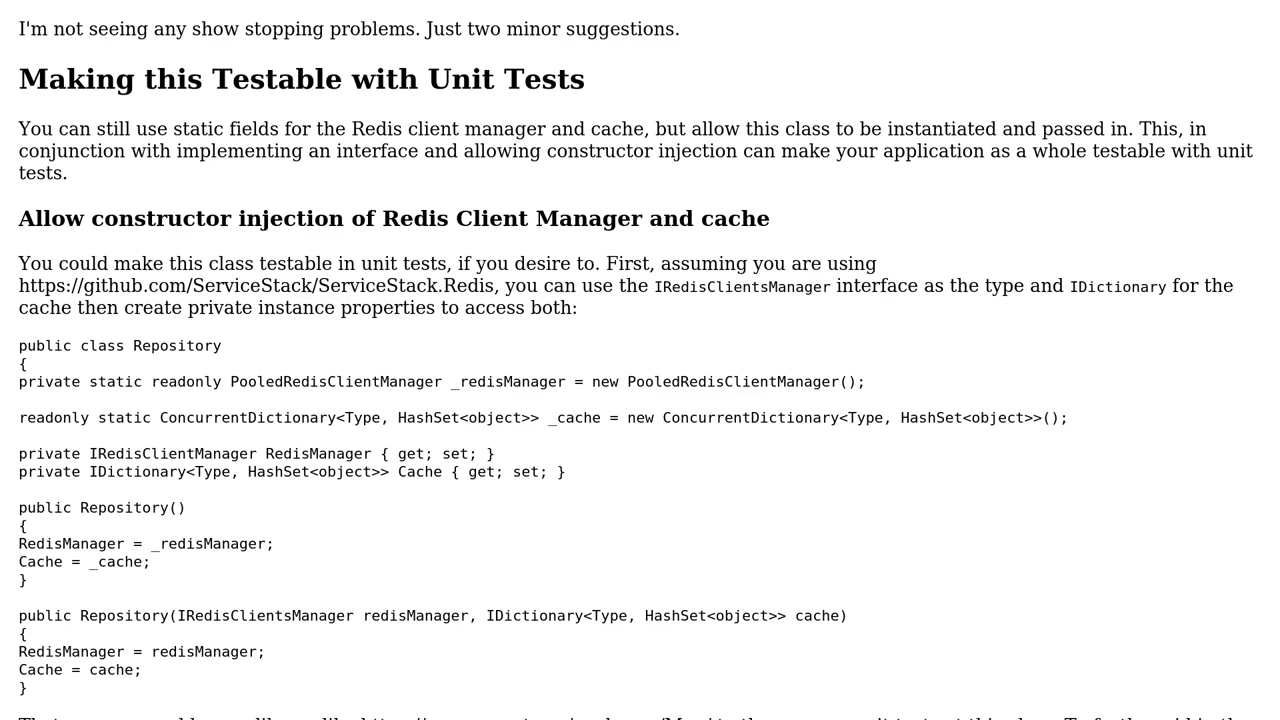 I'm not seeing any show stopping problems. Just two minor suggestions.
Making this Testable with Unit Tests
You can still use static fields for the Redis client manager and cache, but allow this class to be instantiated and passed in. This, in
conjunction with implementing an interface and allowing constructor injection can make your application as a whole testable with unit
tests.
Allow constructor injection of Redis Client Manager and cache
You could make this class testable in unit tests, if you desire to. First, assuming you are using
https://github.com/ServiceStack/ServiceStack.Redis, you can use the IRedisClientsManager interface as the type and IDictionary for the
cache then create private instance properties to access both:
public class Repository
{
private static readonly PooledRedisClientManager _redisManager = new PooledRedisClientManager();
readonly static ConcurrentDictionary<Type, HashSet<object>> _cache = new ConcurrentDictionary<Type, HashSet<object>>();
private IRedisClientManager RedisManager { get; set; }
private IDictionary<Type, HashSet<object>> Cache { get; set; }
public Repository()
{
RedisManager = _redisManager;
Cache = _cache;
}
public Repository(IRedisClientsManager redisManager, IDictionary<Type, HashSet<object>> cache)
{
RedisManager = redisManager;
Cache = cache;
}